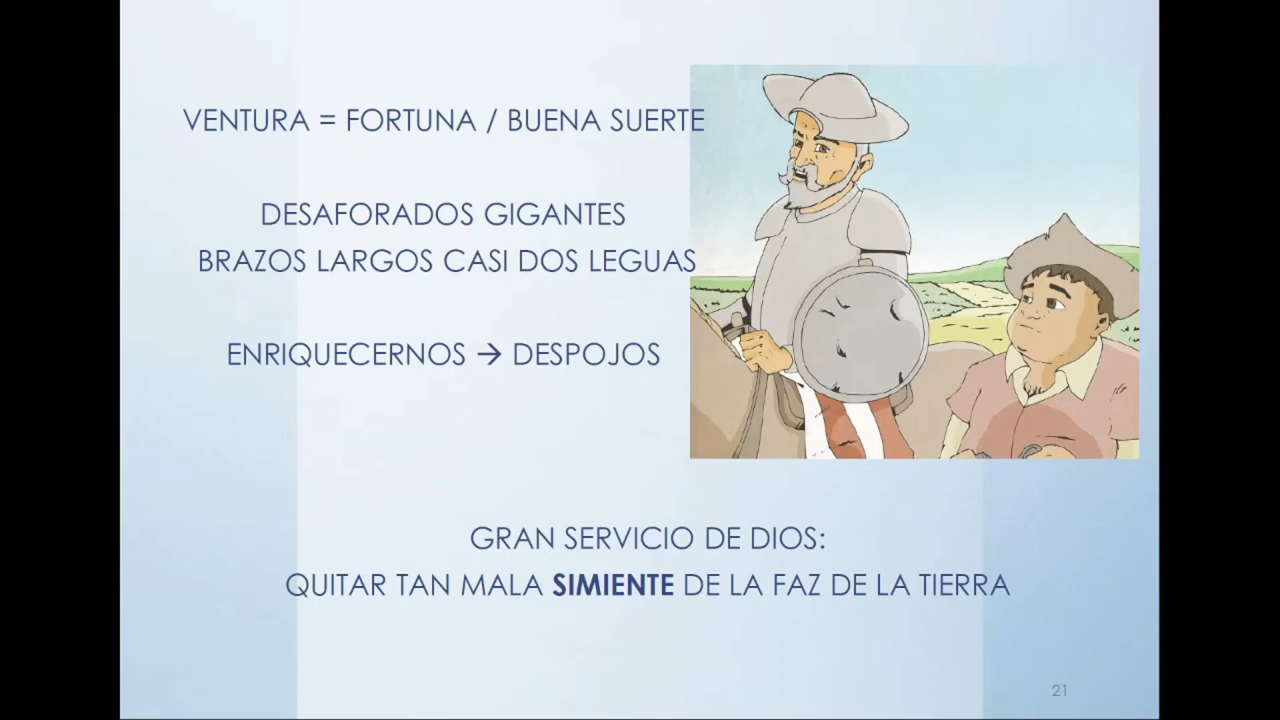 VENTURA = FORTUNA / BUENA SUERTE
DESAFORADOS GIGANTES
BRAZOS LARGOS CASI DOS LEGUAS
ENRIQUECERNOS → DESPOJOS
GRAN SERVICIO DE DIOS:
QUITAR TAN MALA SIMIENTE DE LA FAZ DE LA TIERRA
21